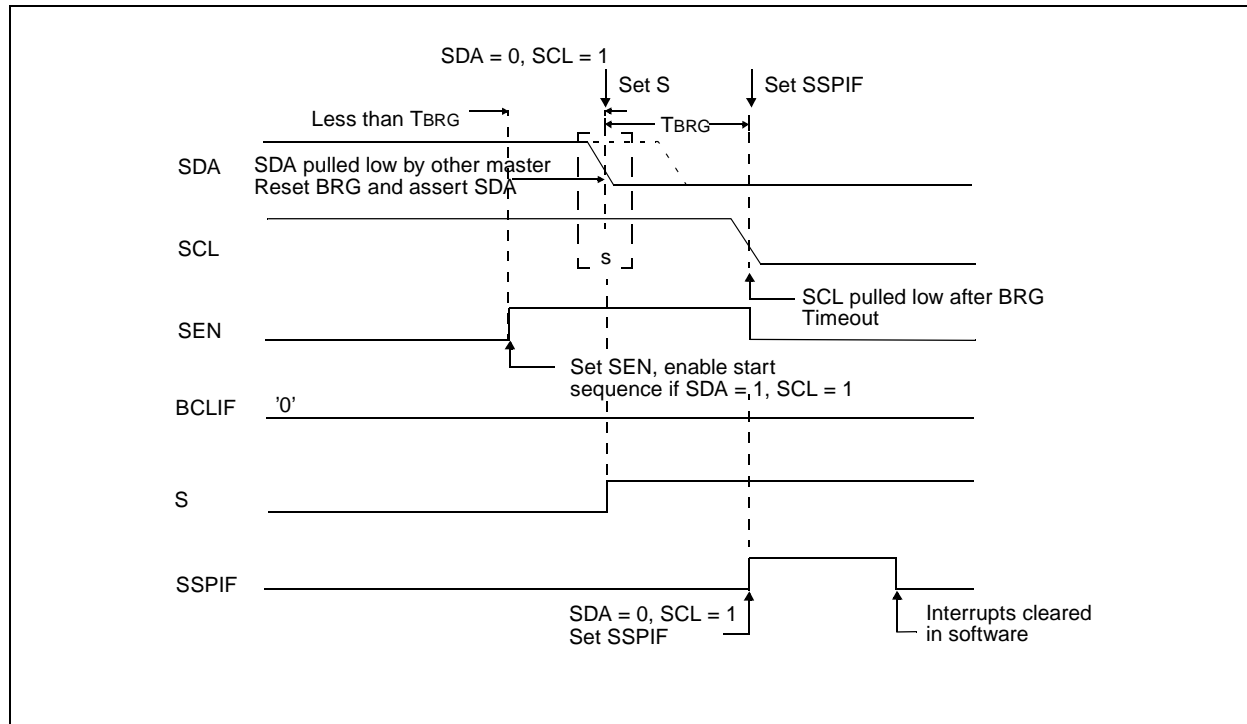 SDA = 0, SCL = 1
Set S
Set SSPIF
Less than TBRG
TBRG
SDA
SDA pulled low by other master
Reset BRG and assert SDA
SCL
s
SCL pulled low after BRG
Timeout
SEN
Set SEN, enable start
sequence if SDA = 1, SCL = 1
BCLIF
'0'
S
SSPIF
SDA = 0, SCL = 1
Set SSPIF
Interrupts cleared
in software